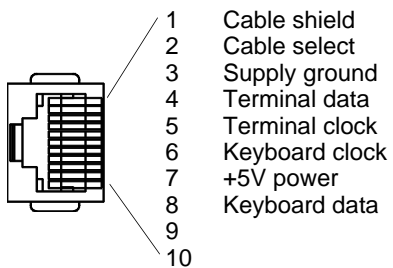 1 Cable shield
2 Cable select
3 Supply ground
4 Terminal data
5 Terminal clock
6 Keyboard clock
7 +5V power
8 Keyboard data
9
10